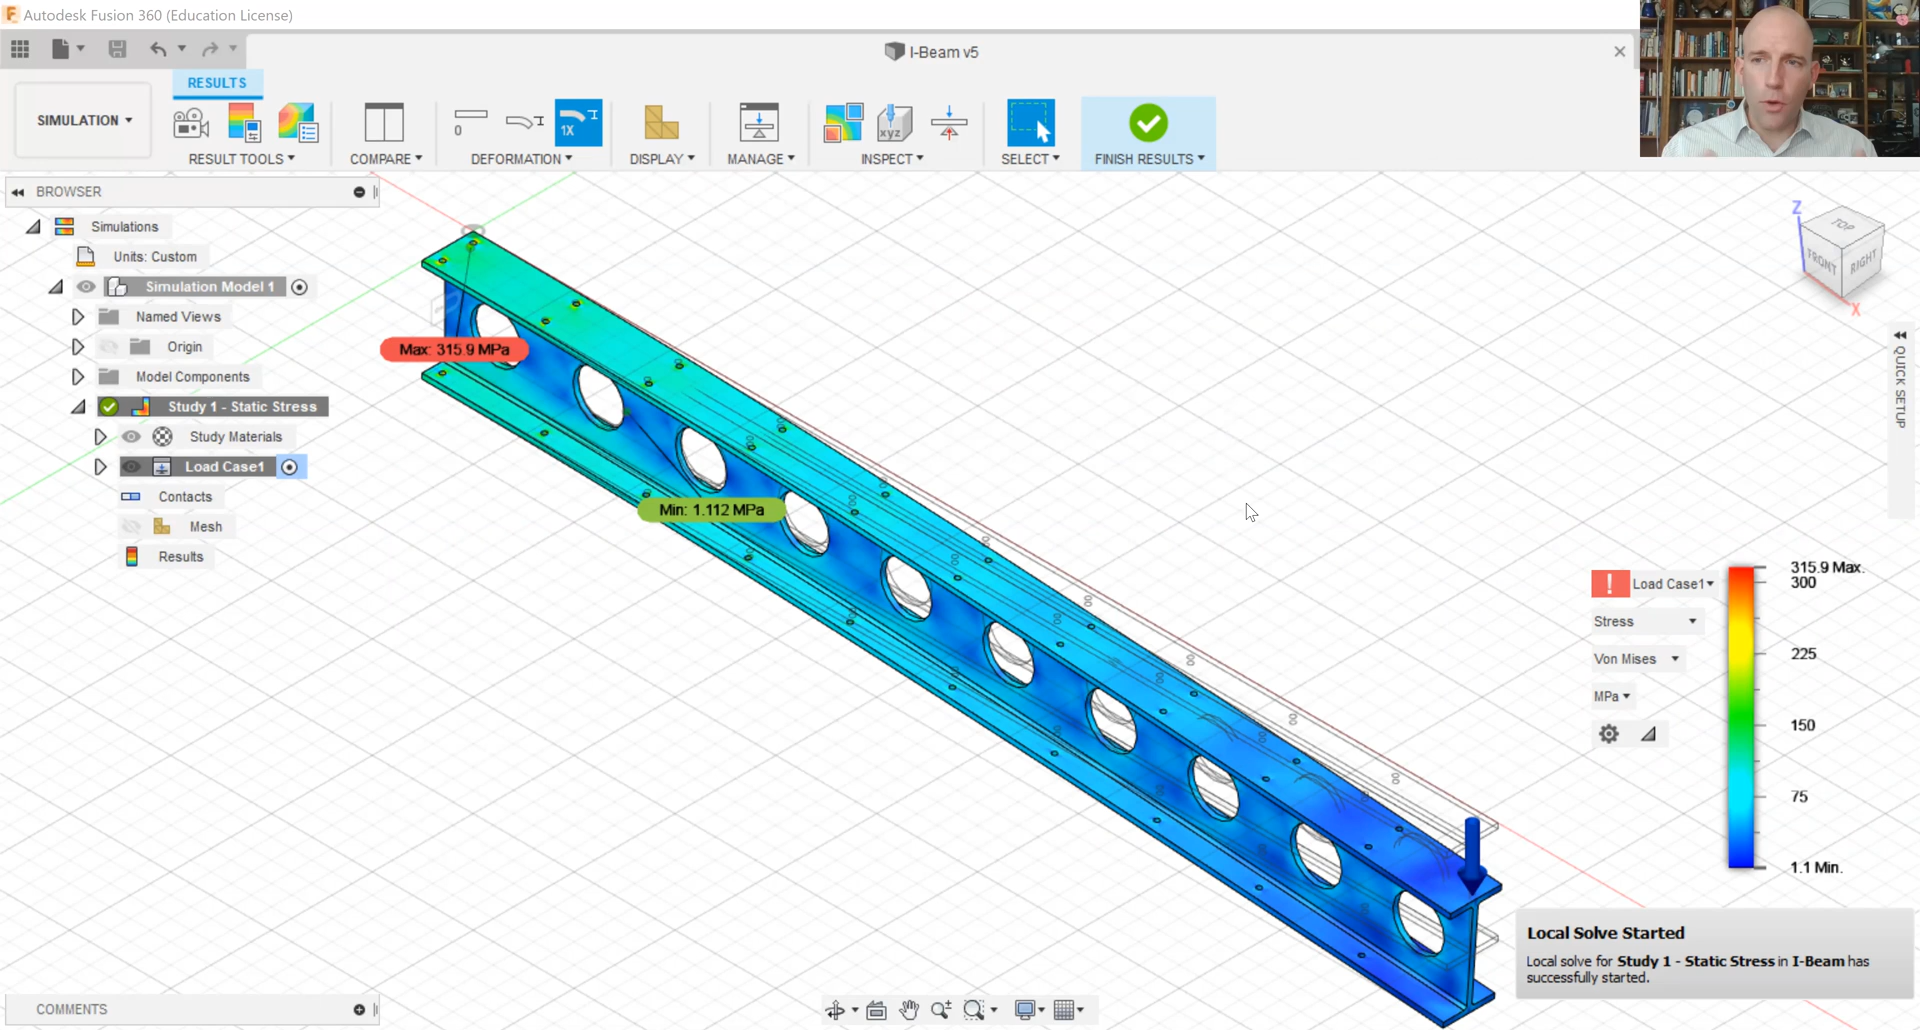 Autodesk Fusion 360 (Education License)
I-Beam v5
RESULTS
SIMULATION
0
1X
xyz
RESULT TOOLS
COMPARE
DEFORMATION
DISPLAY
MANAGE
INSPECT
SELECT
FINISH RESULTS
BROWSER
Simulations
Units: Custom
Simulation Model 1
Named Views
Origin
Model Components
Study 1 - Static Stress
Study Materials
Load Case1
Contacts
Mesh
Results
Max: 315.9 MPa
Min: 1.112 MPa
Z
TOP
FRONT
RIGHT
X
QUICK SETUP
Load Case1
Stress
Von Mises
MPa
315.9 Max.
300
225
150
75
1.1 Min.
Local Solve Started
Local solve for Study 1 - Static Stress in I-Beam has
successfully started.
COMMENTS